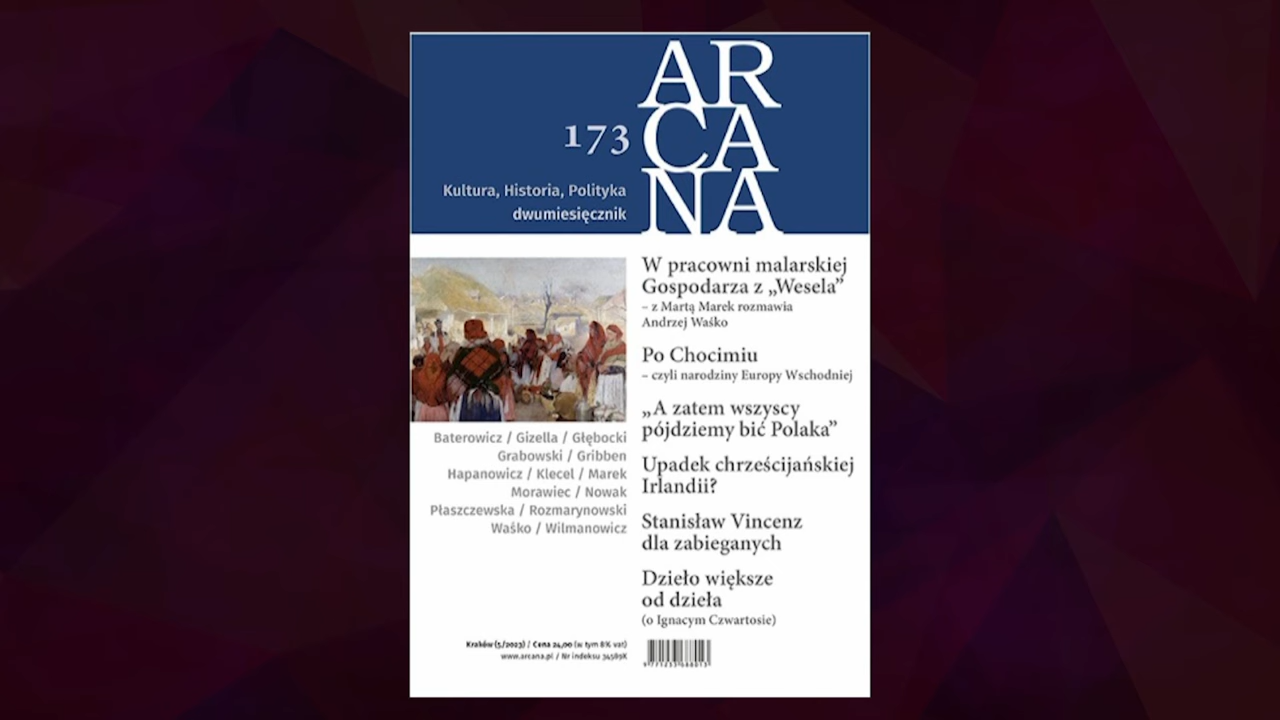 173
AR
CA
NA
Kultura, Historia, Polityka
dwumiesięcznik
W pracowni malarskiej
Gospodarza z „Wesela”
– z Martą Marek rozmawia
Andrzej Waśko
Po Chocimiu
– czyli narodziny Europy Wschodniej
„A zatem wszyscy
pójdziemy bić Polaka”
Upadek chrześcijańskiej
Irlandii?
Stanisław Vincenz
dla zabieganych
Dzieło większe
od dzieła
(o Ignacym Czwartosie)
Baterowicz / Gizella / Głębocki
Grabowski / Gribben
Hapanowicz / Klecel / Marek
Morawiec / Nowak
Płaszczewska / Rozmarynowski
Waśko / Wilmanowicz
Kraków (5/2023) / Cena 24,00 (w tym 8% vat)
www.arcana.pl / Nr indeksu 34589X